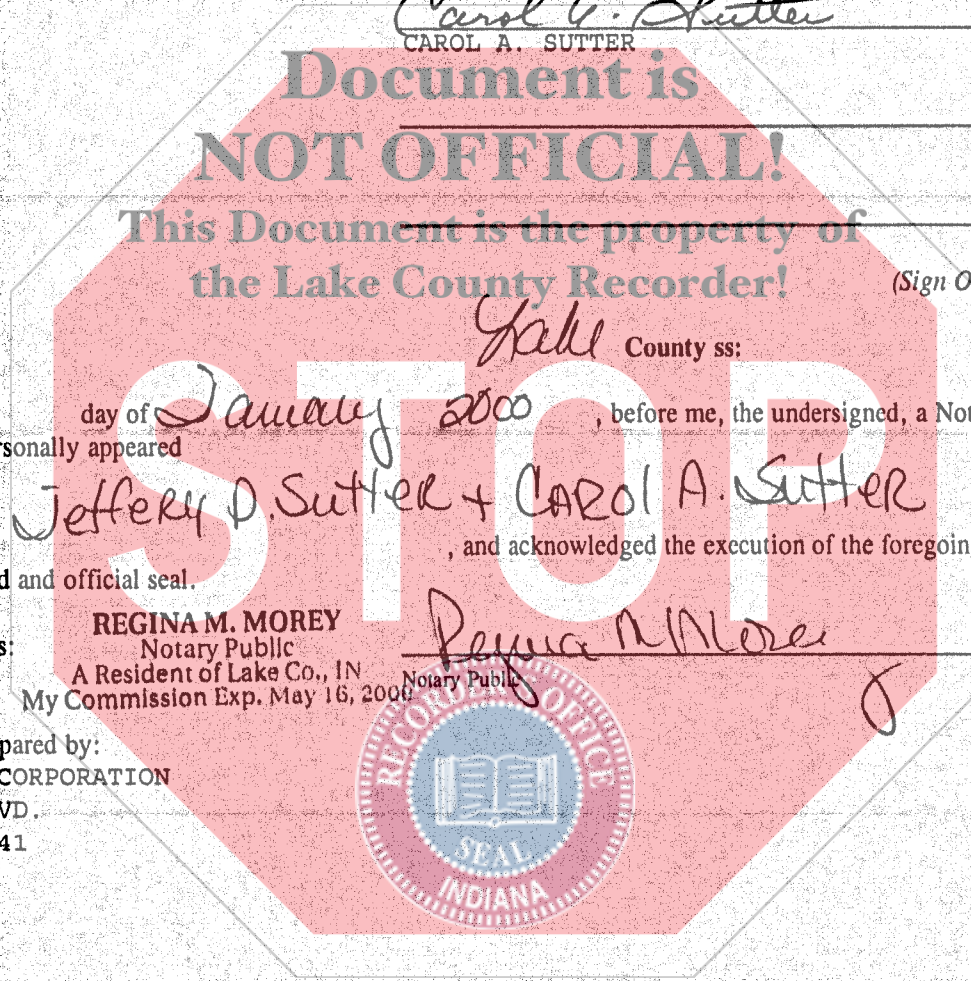 Carol A. Sutter
CAROL A. SUTTER
Document is
NOT OFFICIAL!
This Document is the property of
the Lake County Recorder!
(Sign O
Lake County ss:
day of January 2000 , before me, the undersigned, a Not
rsonally appeared
Jeffery D. Sutter + Carol A. Sutter
, and acknowledged the execution of the foregoin
d and official seal.
REGINA M. MOREY
Notary Public
s:
A Resident of Lake Co., IN
My Commission Exp. May 16, 2000
Regina M Morey
Notary Public
pared by:
CORPORATION
VD.
41
STOP
RECORDER'S OFFICE
SEAL
INDIANA